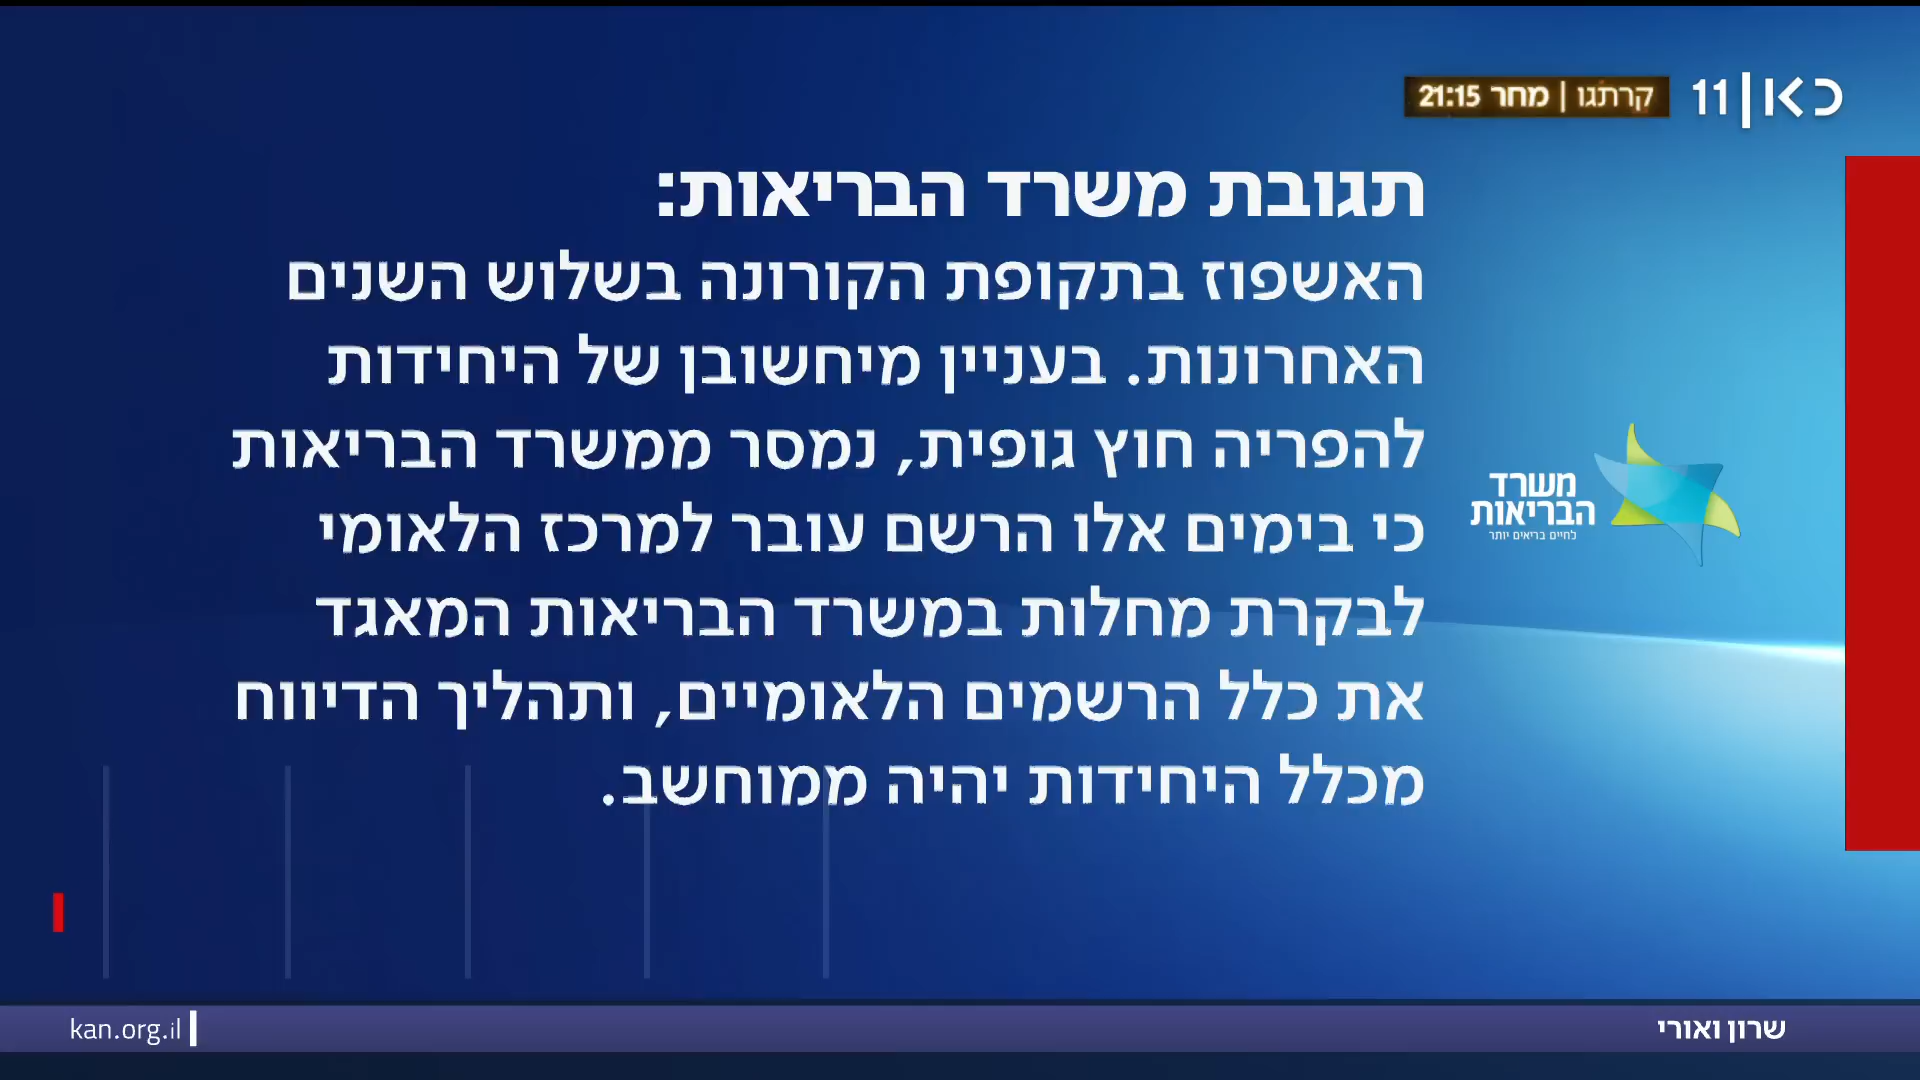 כאן | 11
קרתגו | מחר 21:15
תגובת משרד הבריאות:
האשפוז בתקופת הקורונה בשלוש השנים
האחרונות. בעניין מיחשובן של היחידות
להפריה חוץ גופית, נמסר ממשרד הבריאות
כי בימים אלו הרשם עובר למרכז הלאומי
לבקרת מחלות במשרד הבריאות המאגד
את כלל הרשמים הלאומיים, ותהליך הדיווח
מכלל היחידות יהיה ממוחשב.
משרד
הבריאות
לחיים בריאים יותר
שרון ואורי
kan.org.il